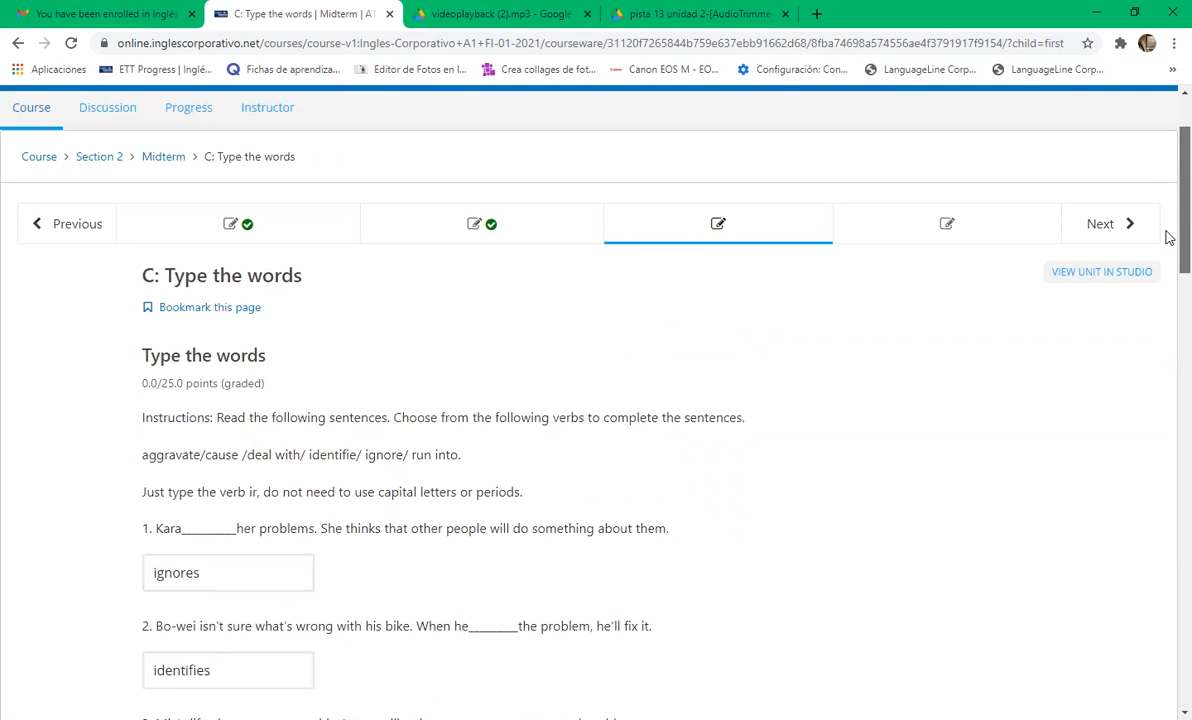 You have been enrolled in Inglés
C: Type the words | Midterm | A1
videoplayback (2).mp3 - Google
pista 13 unidad 2-[AudioTrimmer
online.inglescorporativo.net/courses/course-v1:Ingles-Corporativo+A1+FI-01-2021/courseware/31120f7265844b759e637ebb91662d68/8fba74698a574556ae4f3791917f9154/?child=first
Aplicaciones
ETT Progress | Inglé...
Fichas de aprendiza...
Editor de Fotos en l...
Crea collages de fot...
Canon EOS M - EO...
Configuración: Con...
LanguageLine Corp...
LanguageLine Corp...
»
Course
Discussion
Progress
Instructor
Course > Section 2 > Midterm > C: Type the words
Previous
Next
C: Type the words
VIEW UNIT IN STUDIO
Bookmark this page
Type the words
0.0/25.0 points (graded)
Instructions: Read the following sentences. Choose from the following verbs to complete the sentences.
aggravate/cause /deal with/ identifie/ ignore/ run into.
Just type the verb ir, do not need to use capital letters or periods.
1. Kara_________her problems. She thinks that other people will do something about them.
ignores
2. Bo-wei isn't sure what's wrong with his bike. When he________the problem, he'll fix it.
identifies